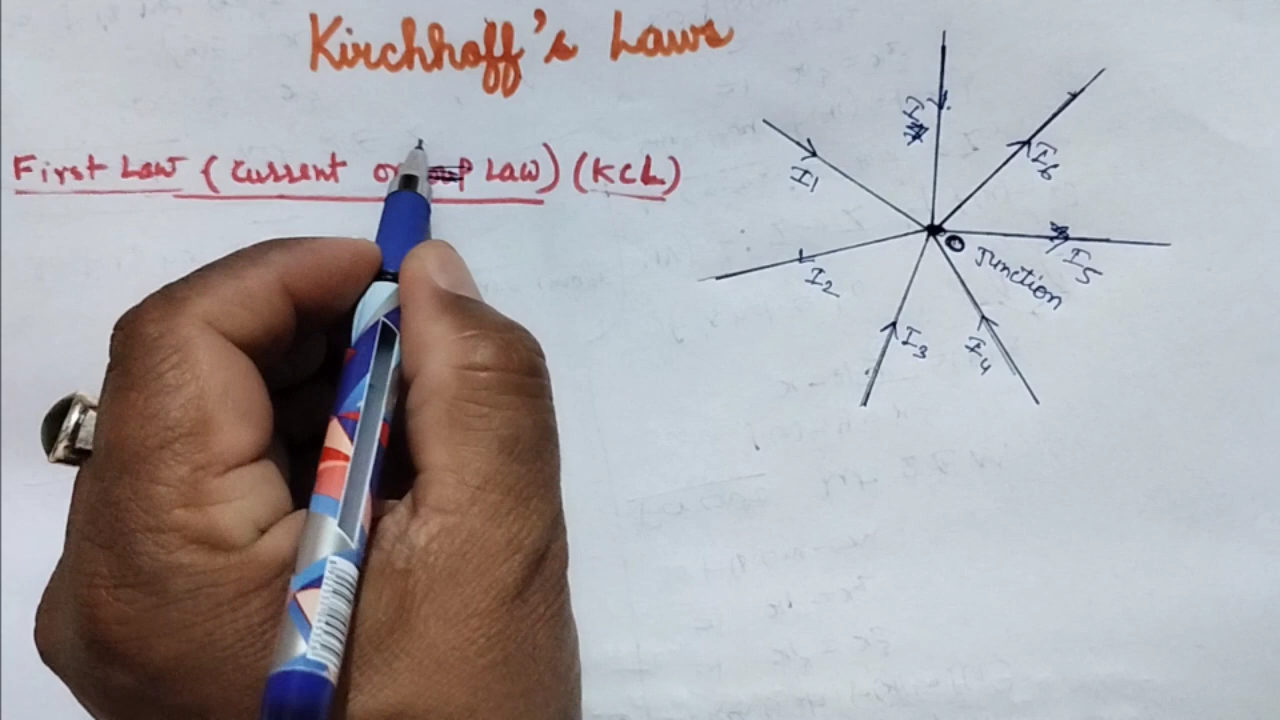 Kirchhoff's Laws
First Law (Current or Law) (KCL)
I6
I1
I5
I2
Junction
I3
I4